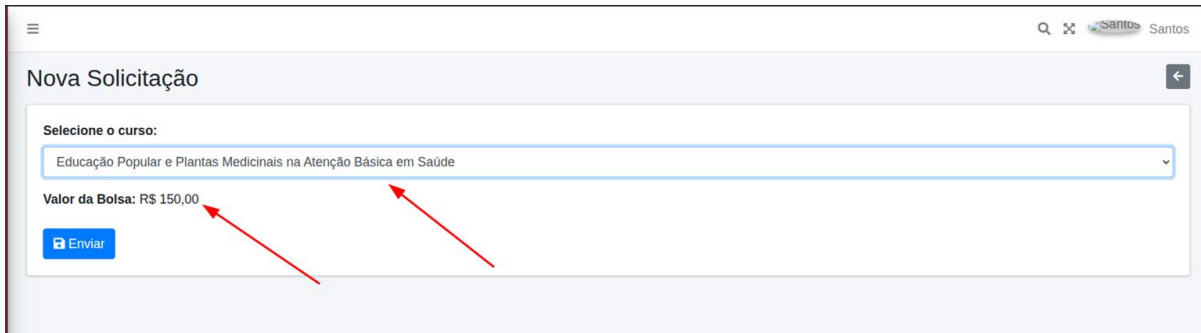 Santos Santos
Nova Solicitação
Selecione o curso:
Educação Popular e Plantas Medicinais na Atenção Básica em Saúde
Valor da Bolsa: R$ 150,00
Enviar